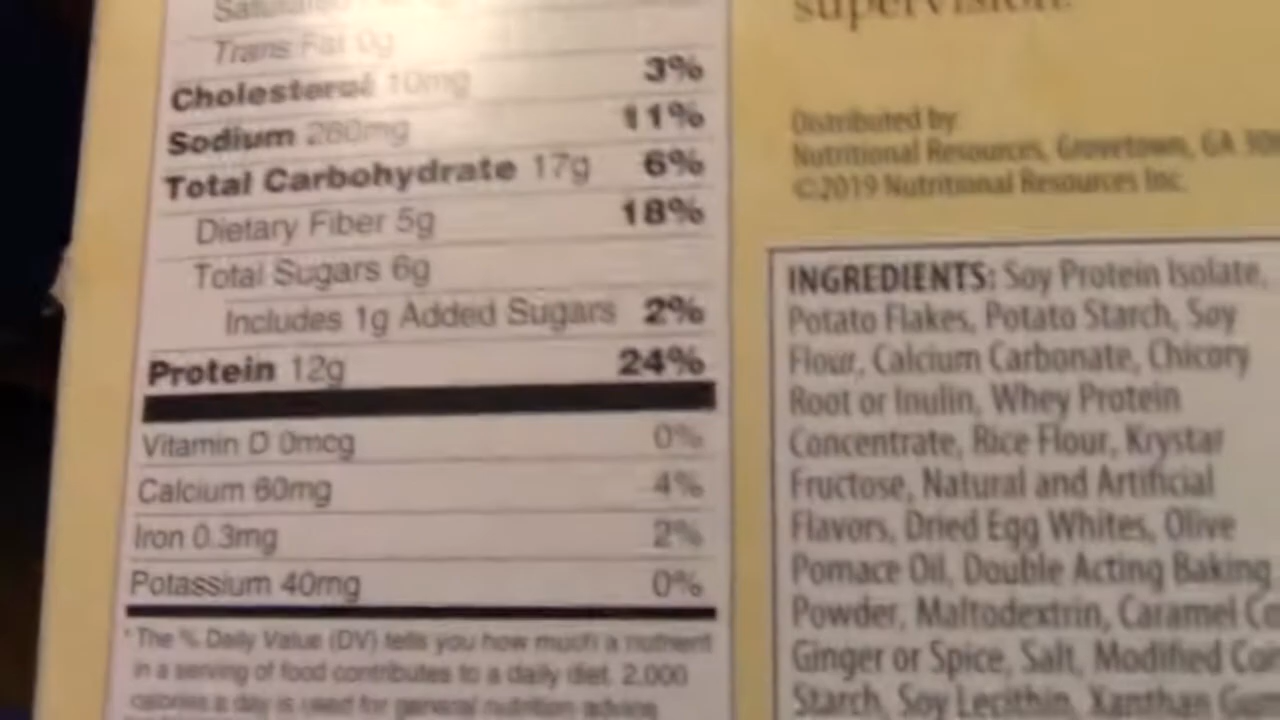 Trans Fat 0g
Cholesterol 10mg 3%
Sodium 260mg 11%
Total Carbohydrate 17g 6%
Dietary Fiber 5g 18%
Total Sugars 6g
Includes 1g Added Sugars 2%
Protein 12g 24%
Vitamin D 0mcg 0%
Calcium 60mg 4%
Iron 0.3mg 2%
Potassium 40mg 0%
* The % Daily Value (DV) tells you how much a nutrient
in a serving of food contributes to a daily diet. 2,000
calories a day is used for general nutrition advice.
supervision.
Distributed by:
Nutritional Resources, Grovetown, GA
©2019 Nutritional Resources Inc.
INGREDIENTS: Soy Protein Isolate,
Potato Flakes, Potato Starch, Soy
Flour, Calcium Carbonate, Chicory
Root or Inulin, Whey Protein
Concentrate, Rice Flour, Krystar
Fructose, Natural and Artificial
Flavors, Dried Egg Whites, Olive
Pomace Oil, Double Acting Baking
Powder, Maltodextrin, Caramel Co
Ginger or Spice, Salt, Modified Cor
Starch, Soy Lecithin, Xanthan Gum